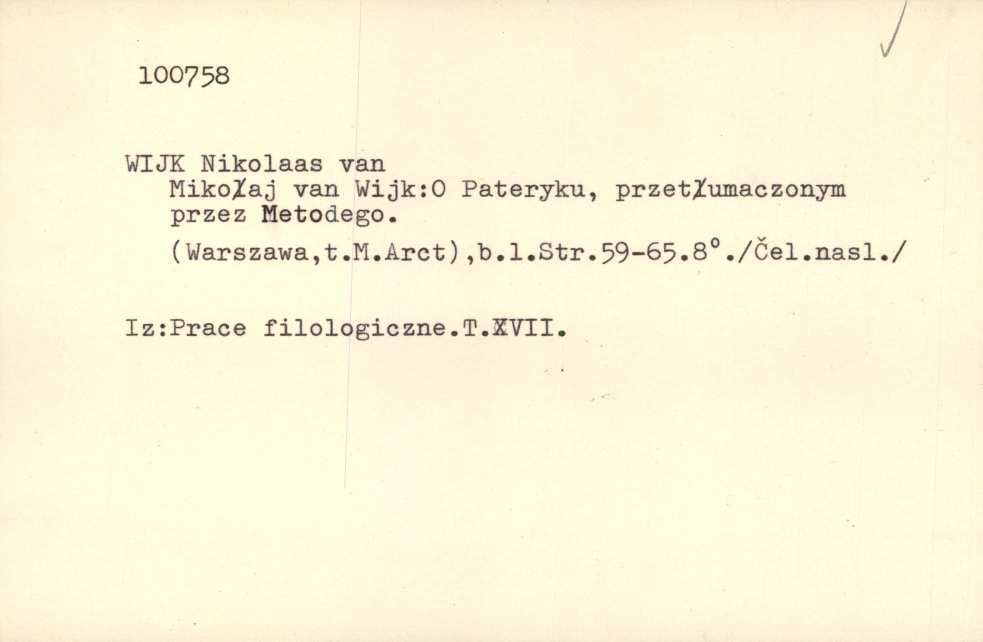 100758
WIJK Nikolaas van
Mikołaj van Wijk:O Pateryku, przetłumaczonym
przez Metodego.
(Warszawa,t.M.Arct),b.l.Str.59-65.8°./Čel.nasl./
Iz:Prace filologiczne.T.XVII.